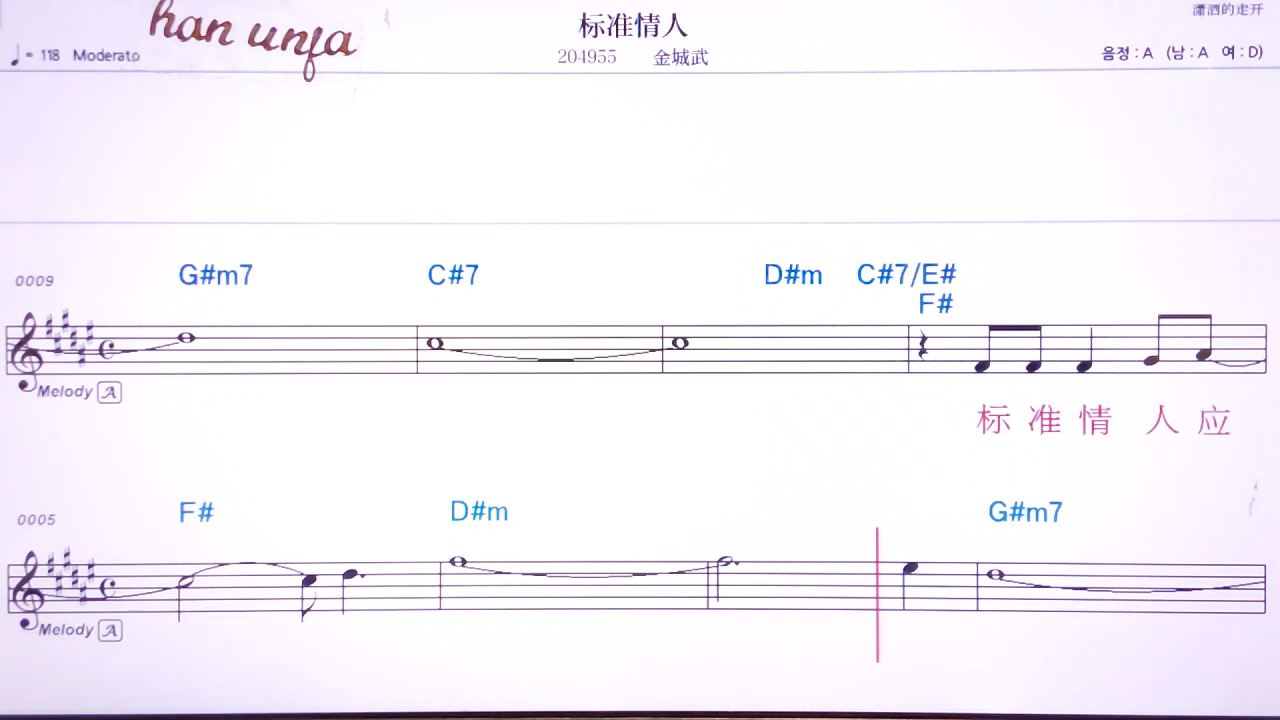 han unja
标准情人
潇洒的走开
♩= 118 Moderato
204955 金城武
음정 : A (남 : A 여 : D)
0009
G#m7 C#7 D#m C#7/E#
F#
Melody A
标 准 情 人 应
0005
F# D#m G#m7
Melody A